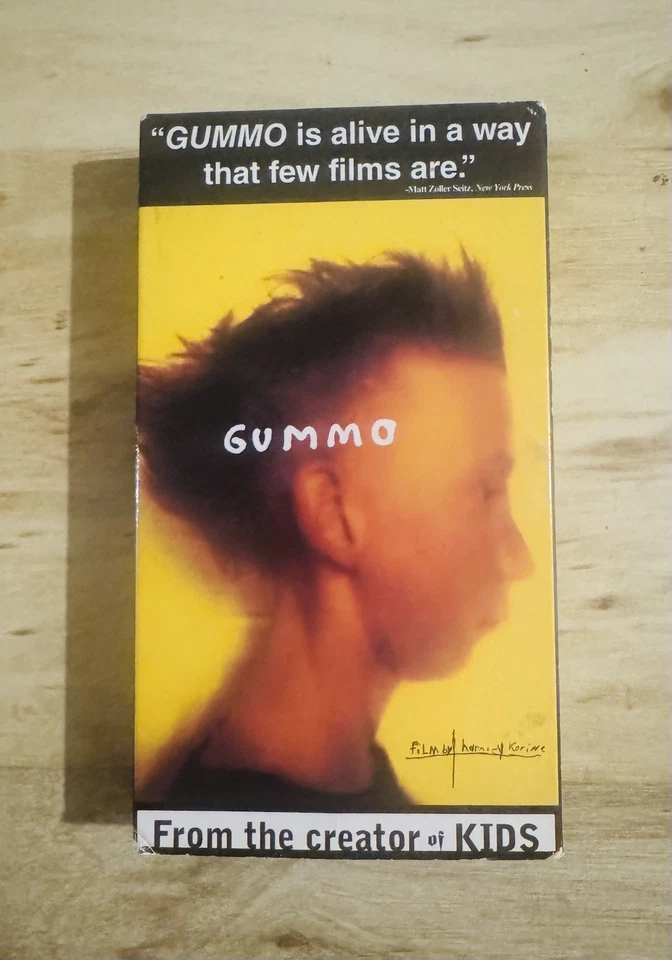 “GUMMO is alive in a way
that few films are.”
-Matt Zoller Seitz, New York Press
GUMMO
FiLM by harmony Korine
From the creator of KIDS